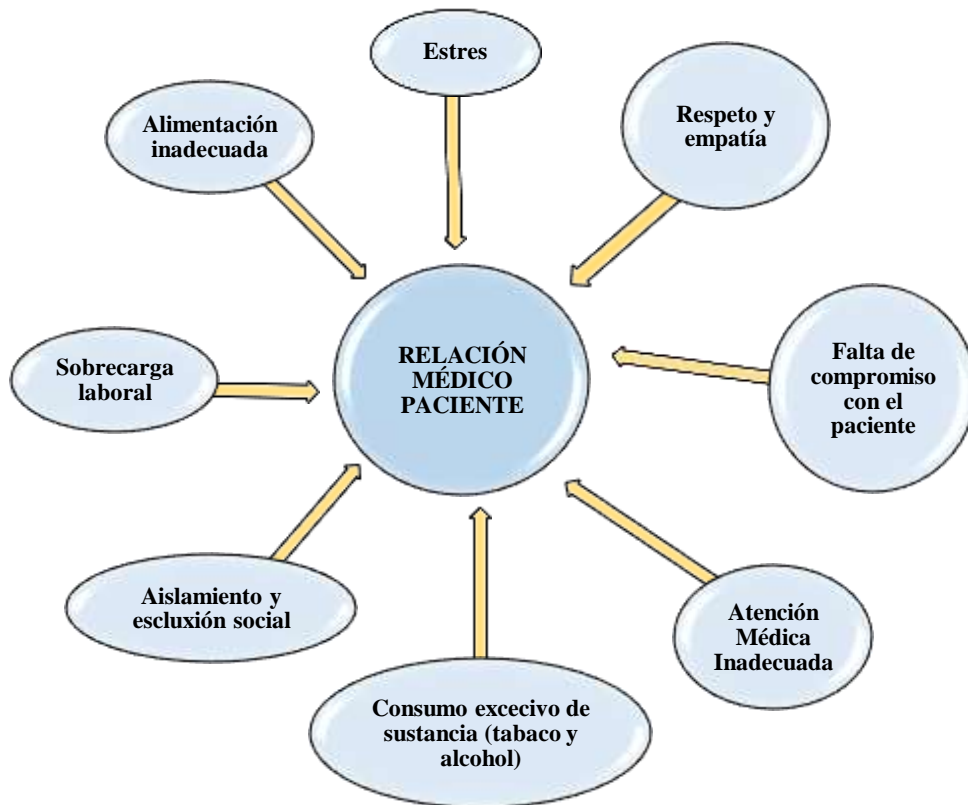 Estres
Respeto y
empatía
Alimentación
inadecuada
RELACIÓN
MÉDICO
PACIENTE
Falta de
compromiso
con el
paciente
Sobrecarga
laboral
Aislamiento y
escluxión social
Atención
Médica
Inadecuada
Consumo excecivo de
sustancia (tabaco y
alcohol)